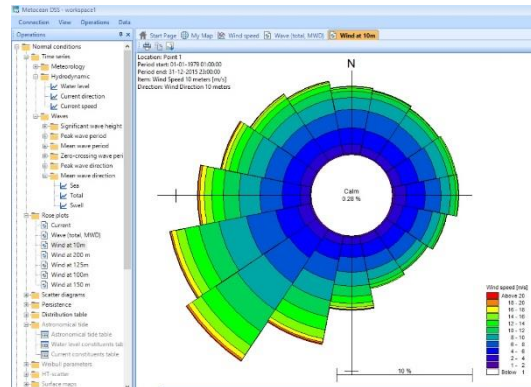 Metocean DSS - workspace1
Connection View Operations Data
Operations
Start Page My Map Wind speed Wave (total, MWD) Wind at 10m
Normal conditions
Time series
Meteorology
Hydrodynamic
Water level
Current direction
Current speed
Waves
Significant wave height
Peak wave period
Mean wave period
Zero-crossing wave peri
Peak wave direction
Mean wave direction
Sea
Total
Swell
Rose plots
Current
Wave (total, MWD)
Wind at 10m
Wind at 200 m
Wind at 125m
Wind at 100m
Wind at 150 m
Scatter diagrams
Persistence
Distribution table
Astronomical tide
Astronomical tide table
Water level constituents tab
Current constituents table
Weibull parameters
HT-scatter
Surface maps
Location: Point 1
Period start: 01-01-1979 01:00:00
Period end: 31-12-2015 23:00:00
Item: Wind Speed 10 meters [m/s]
Direction: Wind Direction 10 meters
N
Calm
0.28 %
Wind speed [m/s]
Above 20
18 - 20
16 - 18
14 - 16
12 - 14
10 - 12
8 - 10
6 - 8
4 - 6
2 - 4
1 - 2
Below 1
10 %